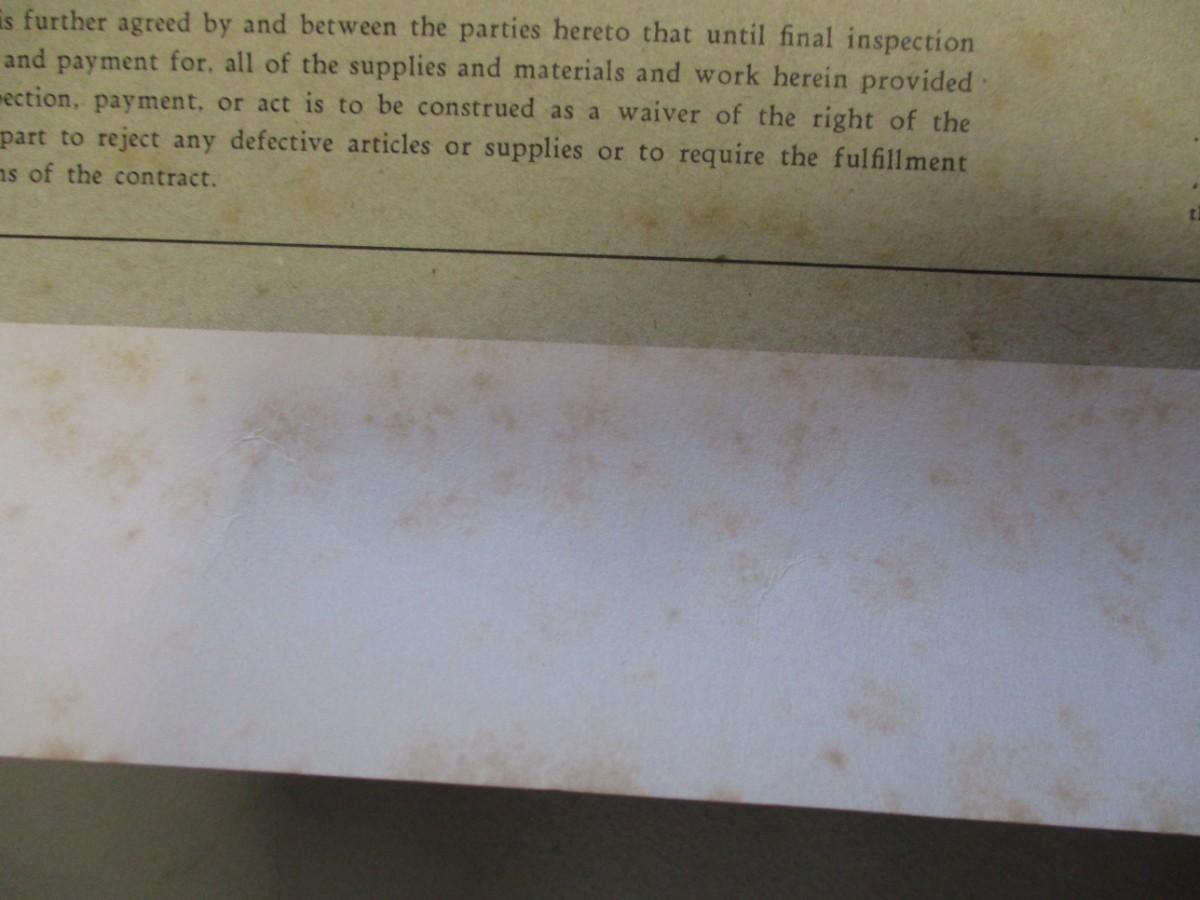 is further agreed by and between the parties hereto that until final inspection
and payment for, all of the supplies and materials and work herein provided
ection, payment, or act is to be construed as a waiver of the right of the
part to reject any defective articles or supplies or to require the fulfillment
ns of the contract.